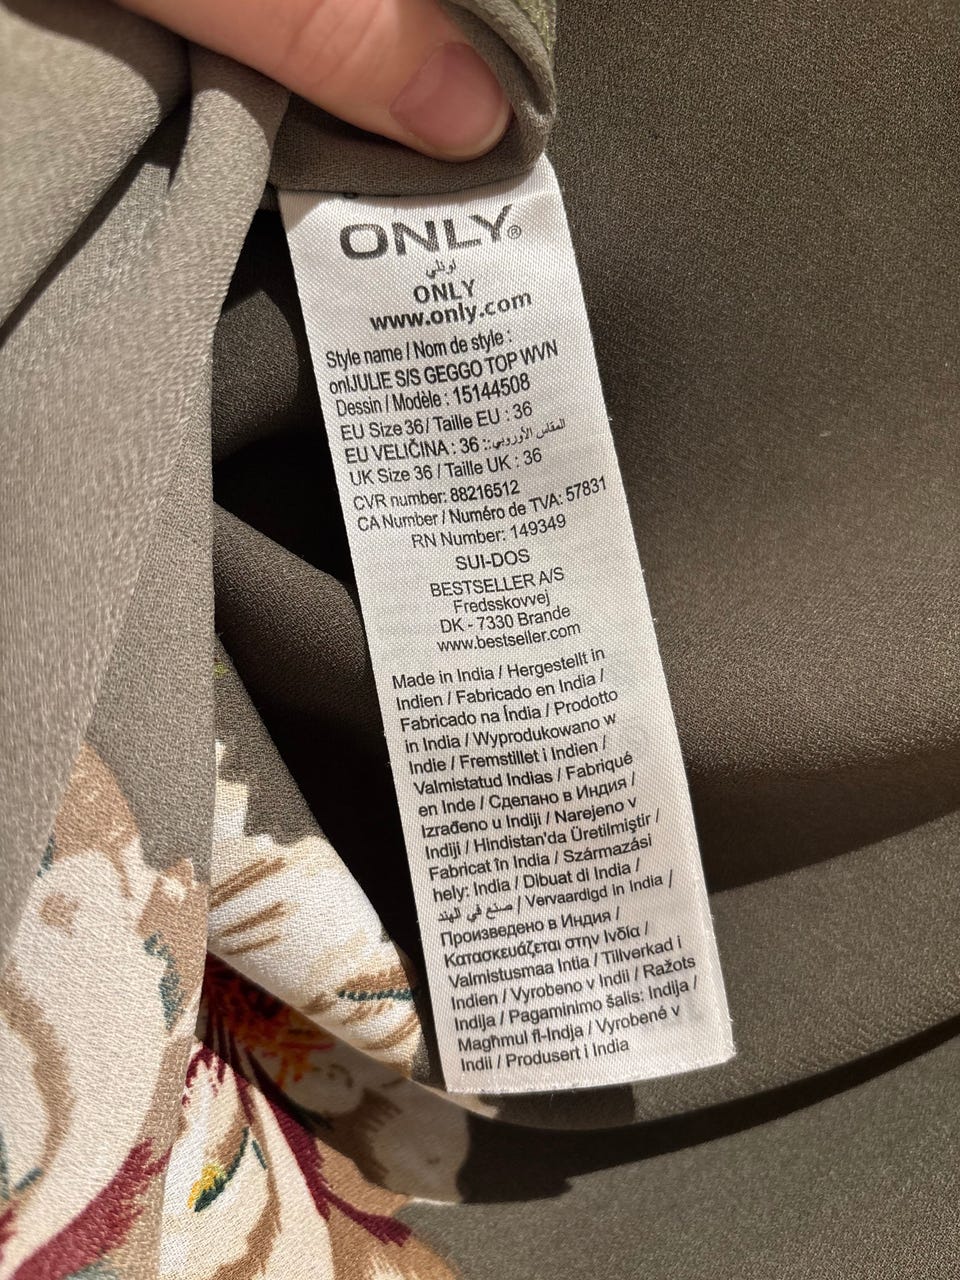 ONLY®
اونلي
ONLY
www.only.com
Style name / Nom de style :
onlJULIE S/S GEGGO TOP WVN
Dessin / Modèle : 15144508
EU Size 36 / Taille EU : 36
EU VELIČINA : 36 ::المقاس الأوروبي
UK Size 36 / Taille UK : 36
CVR number: 88216512
CA Number / Numéro de TVA: 57831
RN Number: 149349
SUI-DOS
BESTSELLER A/S
Fredsskovvej
DK - 7330 Brande
www.bestseller.com
Made in India / Hergestellt in
Indien / Fabricado en India /
Fabricado na Índia / Prodotto
in India / Wyprodukowano w
Indie / Fremstillet i Indien /
Valmistatud Indias / Fabriqué
en Inde / Сделано в Индия /
Izrađeno u Indiji / Narejeno v
Indiji / Hindistan'da Üretilmiştir /
Fabricat în India / Származási
hely: India / Dibuat di India /
صنع في الهند / Vervaardigd in India /
Произведено в Индия /
Κατασκευάζεται στην Ινδία /
Valmistusmaa Intia / Tillverkad i
Indien / Vyrobeno v Indii / Ražots
Indija / Pagaminimo šalis: Indija /
Magħmul fl-Indja / Vyrobené v
Indii / Produsert i India